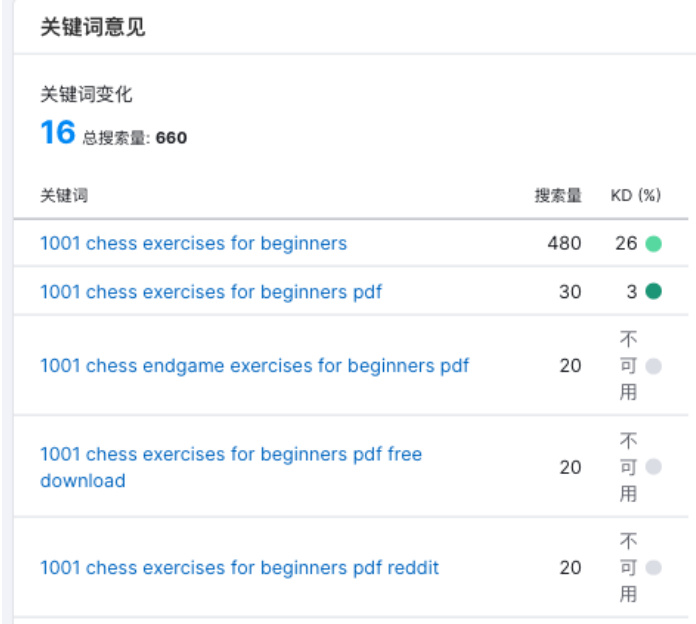 关键词意见
关键词变化
16 总搜索量: 660
关键词 搜索量 KD (%)
1001 chess exercises for beginners 480 26
1001 chess exercises for beginners pdf 30 3
1001 chess endgame exercises for beginners pdf 20 不可用
1001 chess exercises for beginners pdf free
download 20 不可用
1001 chess exercises for beginners pdf reddit 20 不可用